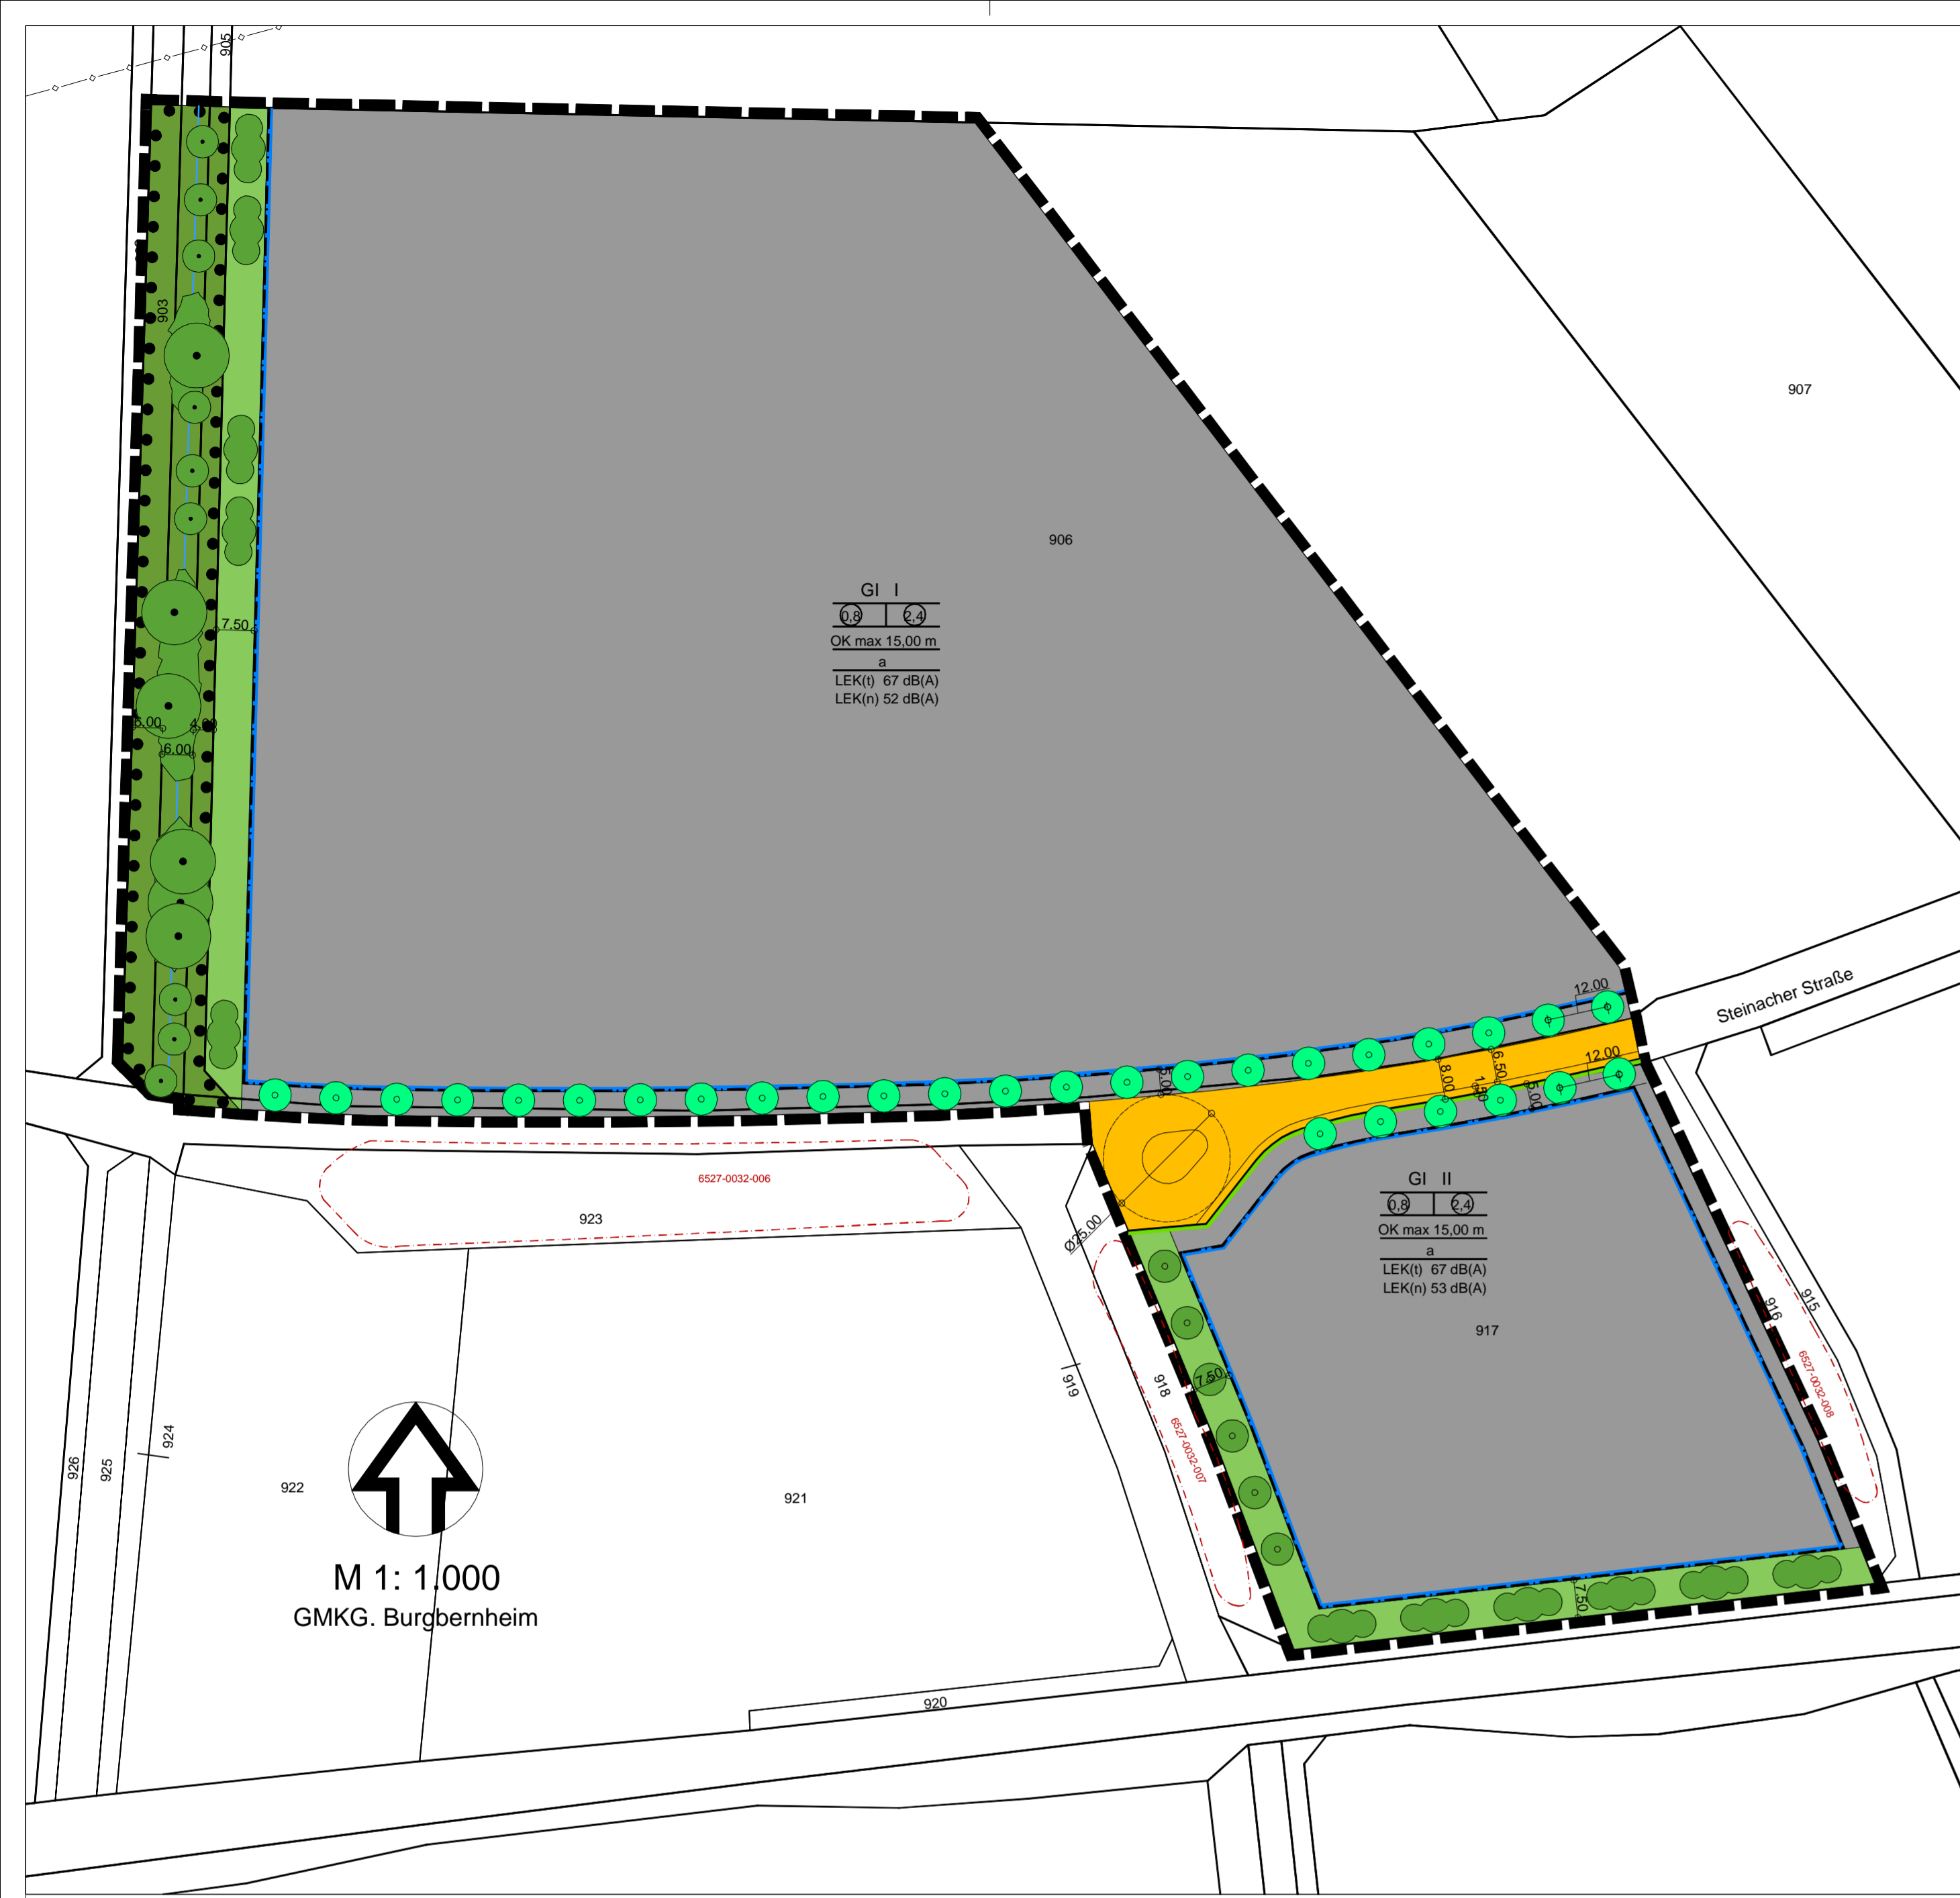 905
903
907
906
GI I
0,8 2,4
OK max 15,00 m
a
LEK(t) 67 dB(A)
LEK(n) 52 dB(A)
7.50
6.00
12.00
Steinacher Straße
12.00
6.50
8.00
1.50
5.00
5.00
6527-0032-006
923
Ø25.00
GI II
0,8 2,4
OK max 15,00 m
a
LEK(t) 67 dB(A)
LEK(n) 53 dB(A)
917
916
915
6527-0032-008
919
918
7.50
6527-0032-007
926
925
924
922
921
M 1: 1.000
GMKG. Burgbernheim
7.50
920